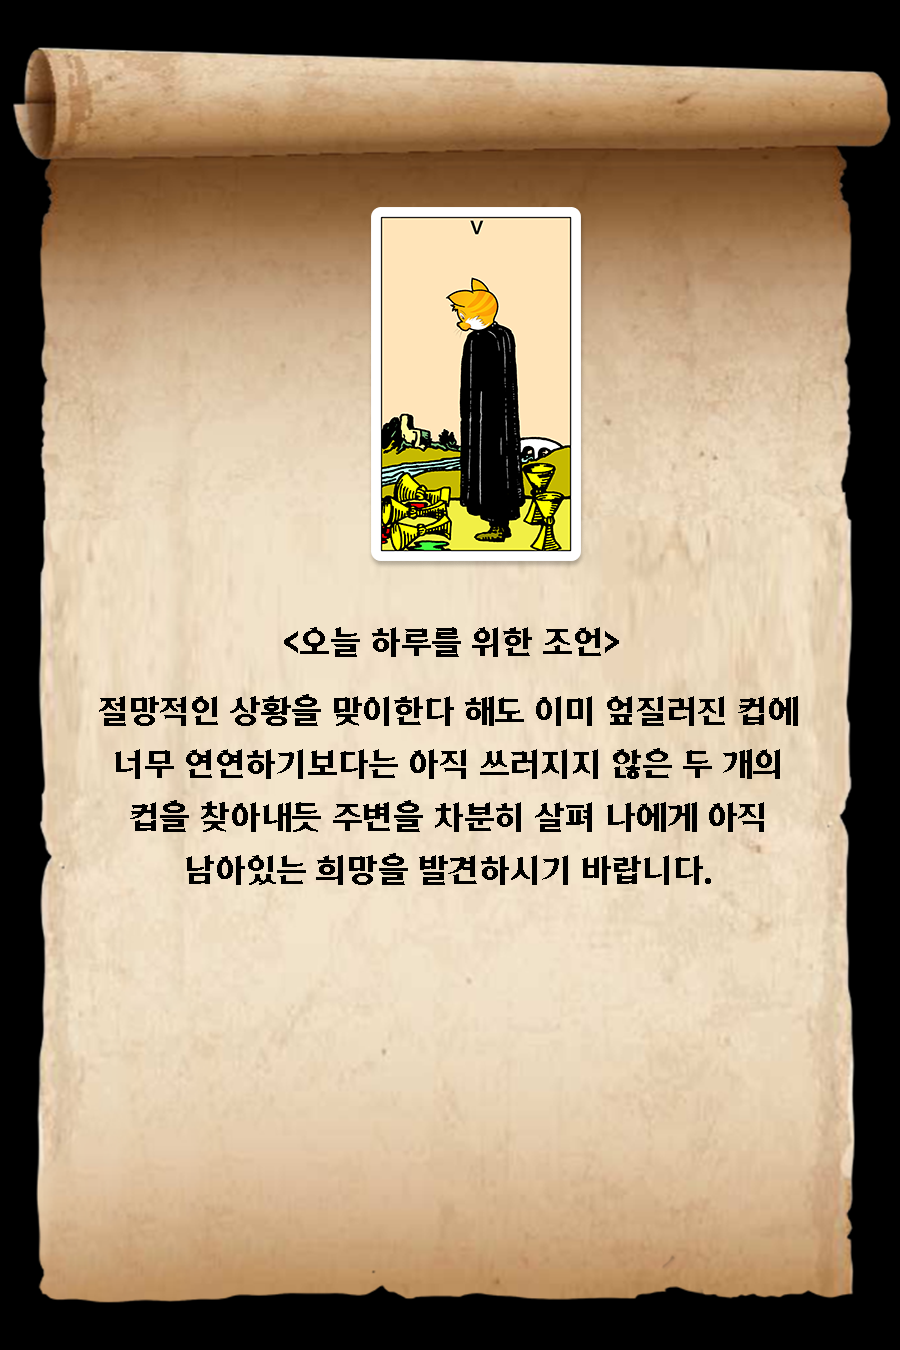 V
<오늘 하루를 위한 조언>
절망적인 상황을 맞이한다 해도 이미 엎질러진 컵에
너무 연연하기보다는 아직 쓰러지지 않은 두 개의
컵을 찾아내듯 주변을 차분히 살펴 나에게 아직
남아있는 희망을 발견하시기 바랍니다.